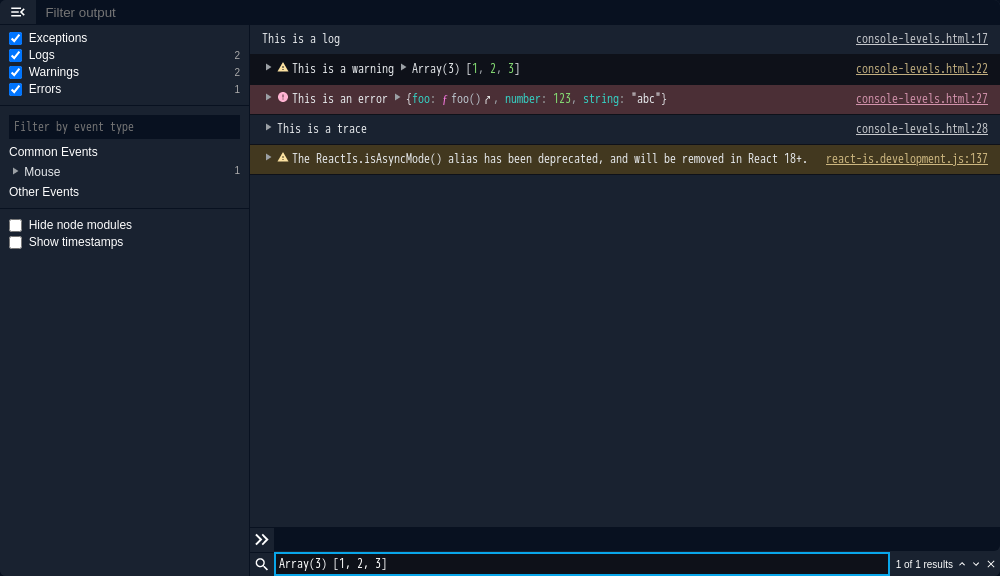 Filter output
Exceptions
Logs 2
Warnings 2
Errors 1
Filter by event type
Common Events
Mouse 1
Other Events
Hide node modules
Show timestamps
This is a log console-levels.html:17
This is a warning Array(3) [1, 2, 3] console-levels.html:22
This is an error {foo: ƒ foo(), number: 123, string: "abc"} console-levels.html:27
This is a trace console-levels.html:28
The ReactIs.isAsyncMode() alias has been deprecated, and will be removed in React 18+. react-is.development.js:137
Array(3) [1, 2, 3] 1 of 1 results